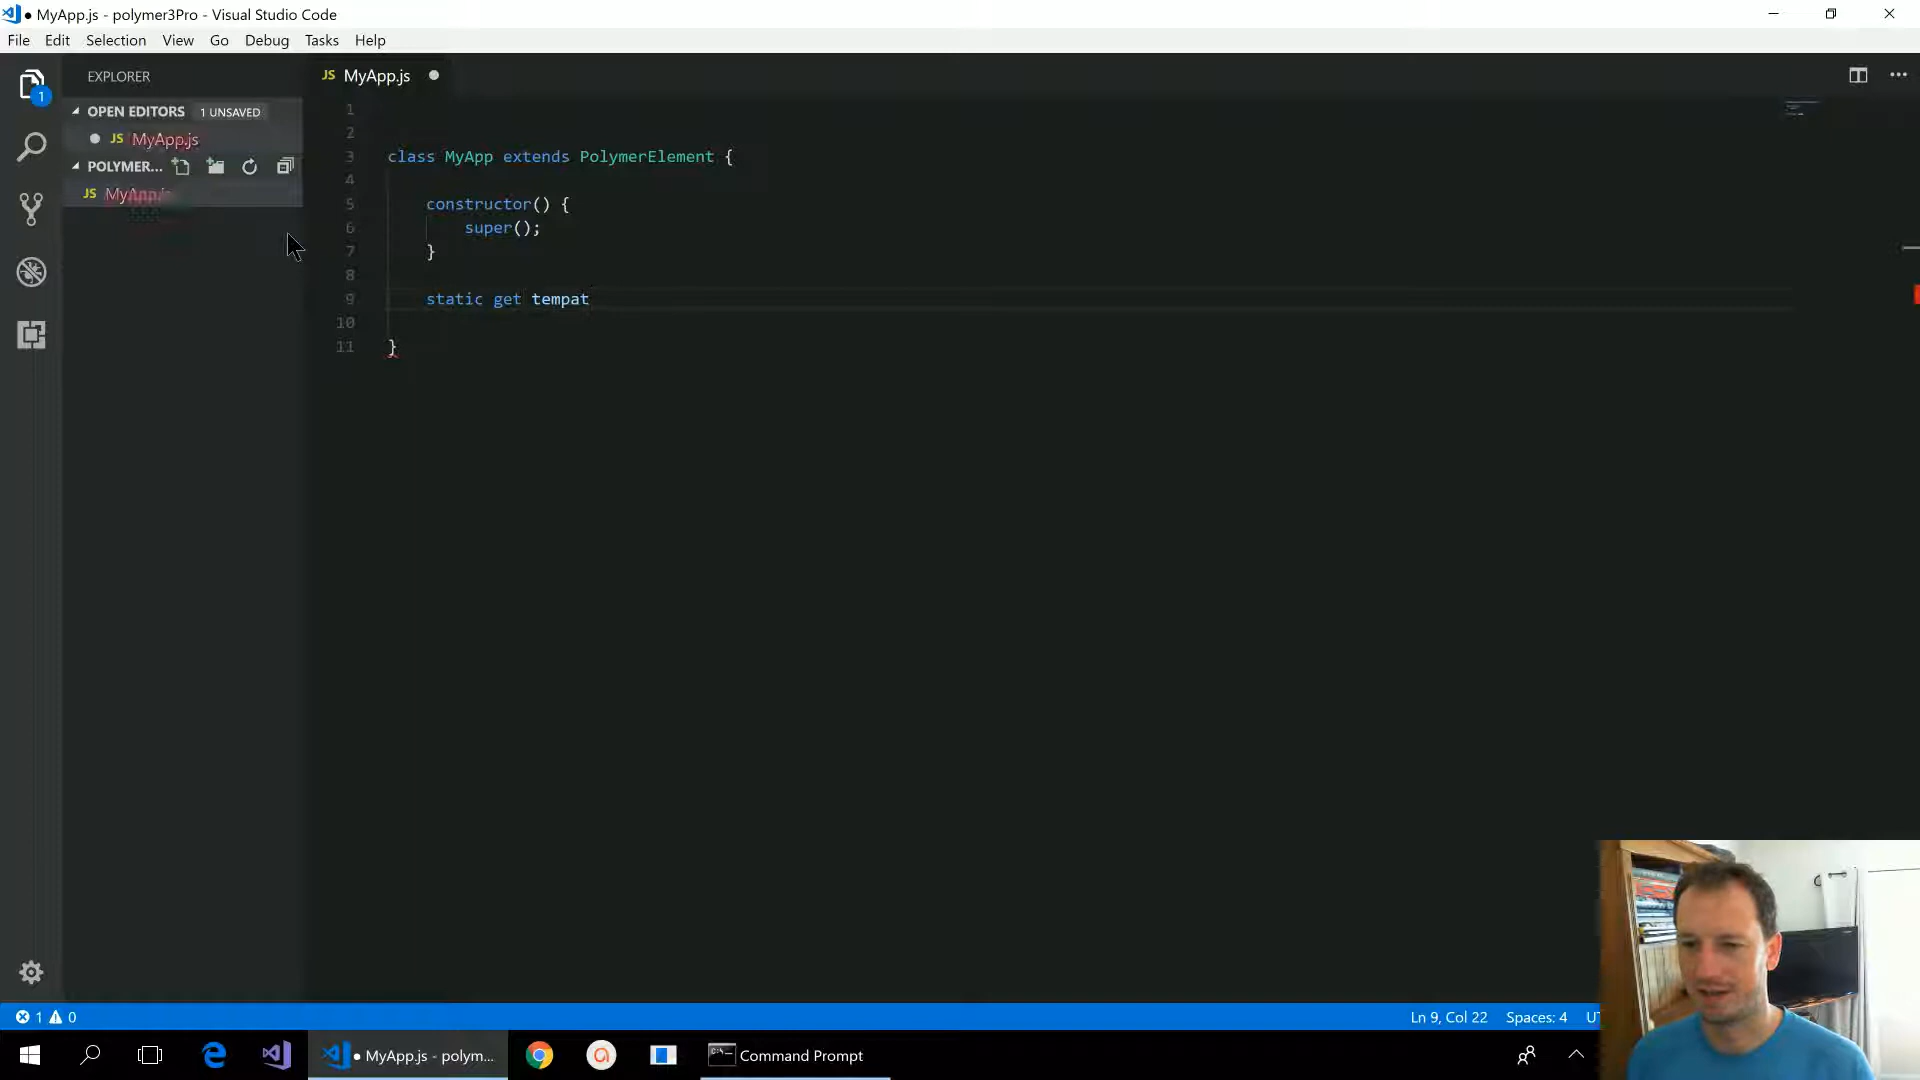 MyApp.js - polymer3Pro - Visual Studio Code
File Edit Selection View Go Debug Tasks Help
EXPLORER
JS MyApp.js
1
OPEN EDITORS 1 UNSAVED
JS MyApp.js
POLYMER...
JS MyApp.js
1
2
3 class MyApp extends PolymerElement {
4
5 constructor() {
6 super();
7 }
8
9 static get tempat
10
11 }
1 0
Ln 9, Col 22 Spaces: 4
MyApp.js - polym...
Command Prompt